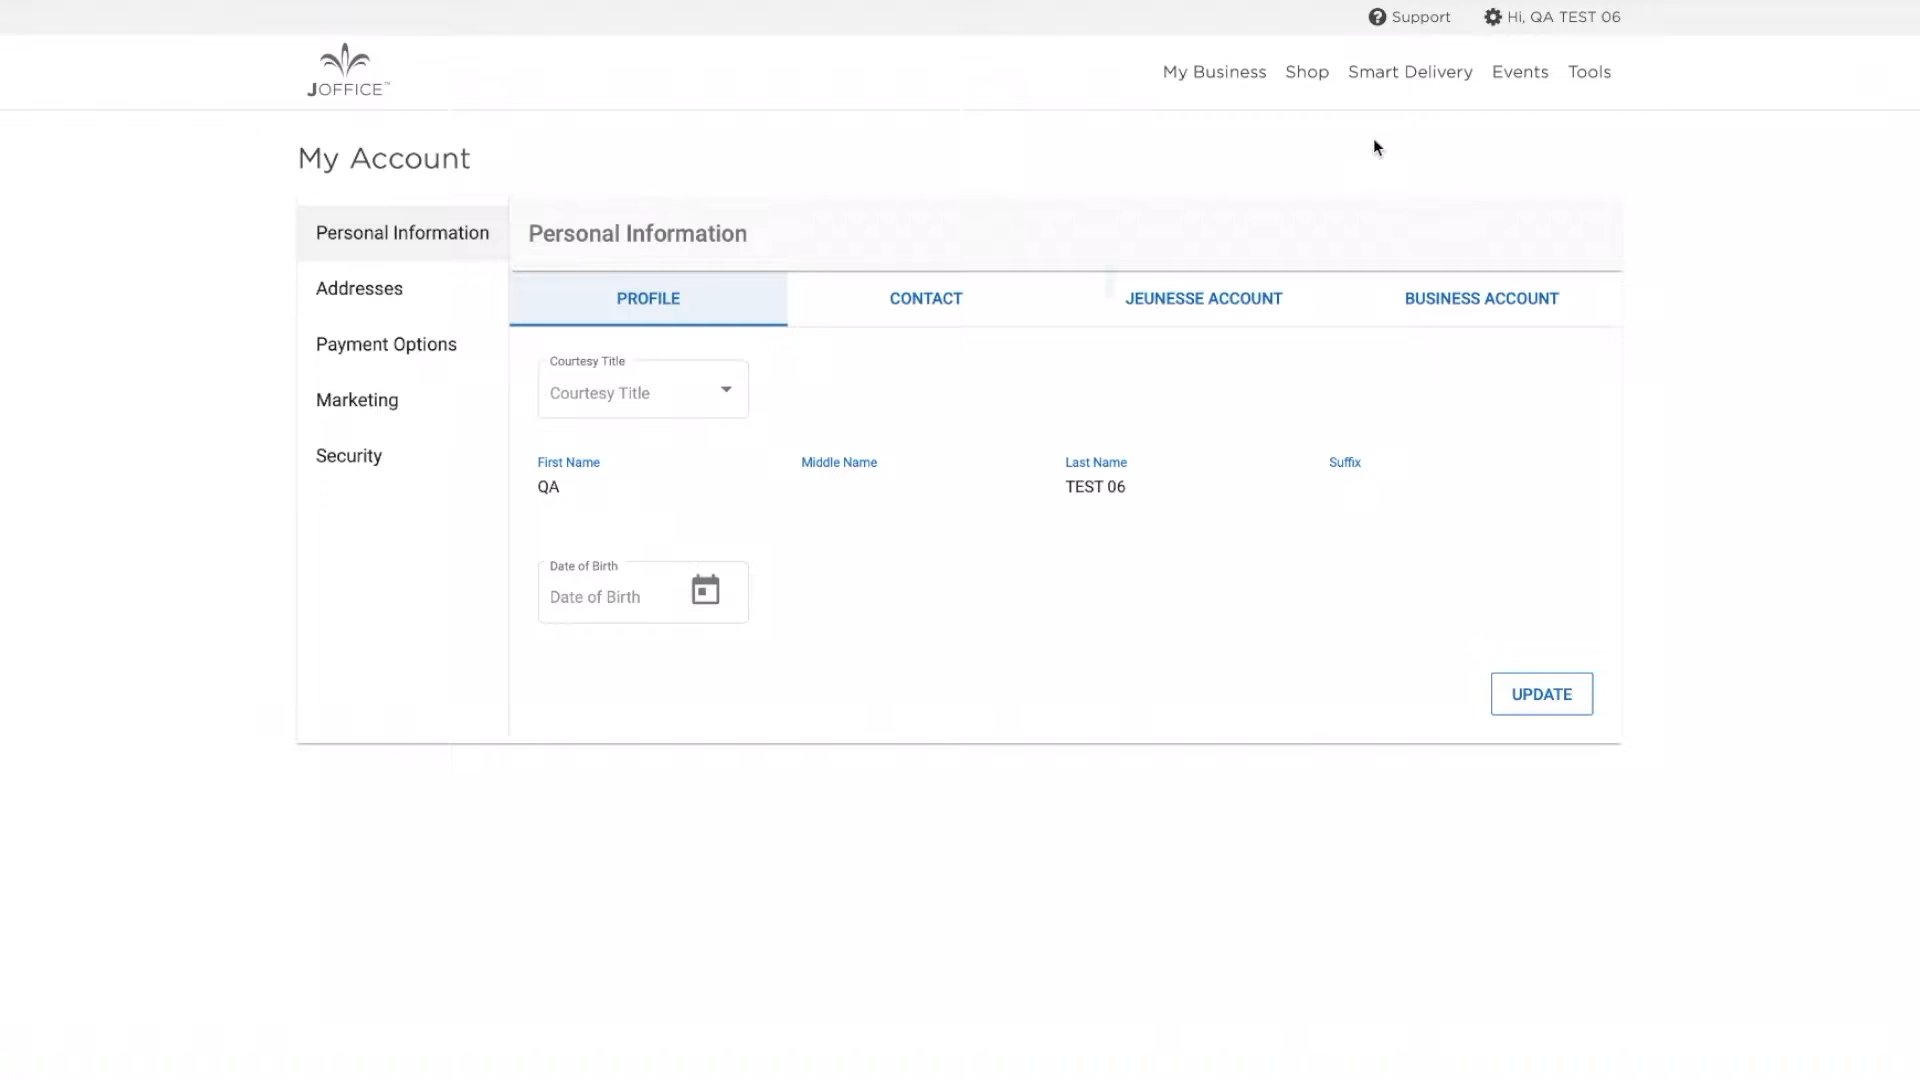 Support
Hi, QA TEST 06
JOFFICE™
My Business
Shop
Smart Delivery
Events
Tools
My Account
Personal Information
Addresses
Payment Options
Marketing
Security
Personal Information
PROFILE
CONTACT
JEUNESSE ACCOUNT
BUSINESS ACCOUNT
Courtesy Title
Courtesy Title
First Name
Middle Name
Last Name
Suffix
QA
TEST 06
Date of Birth
Date of Birth
UPDATE